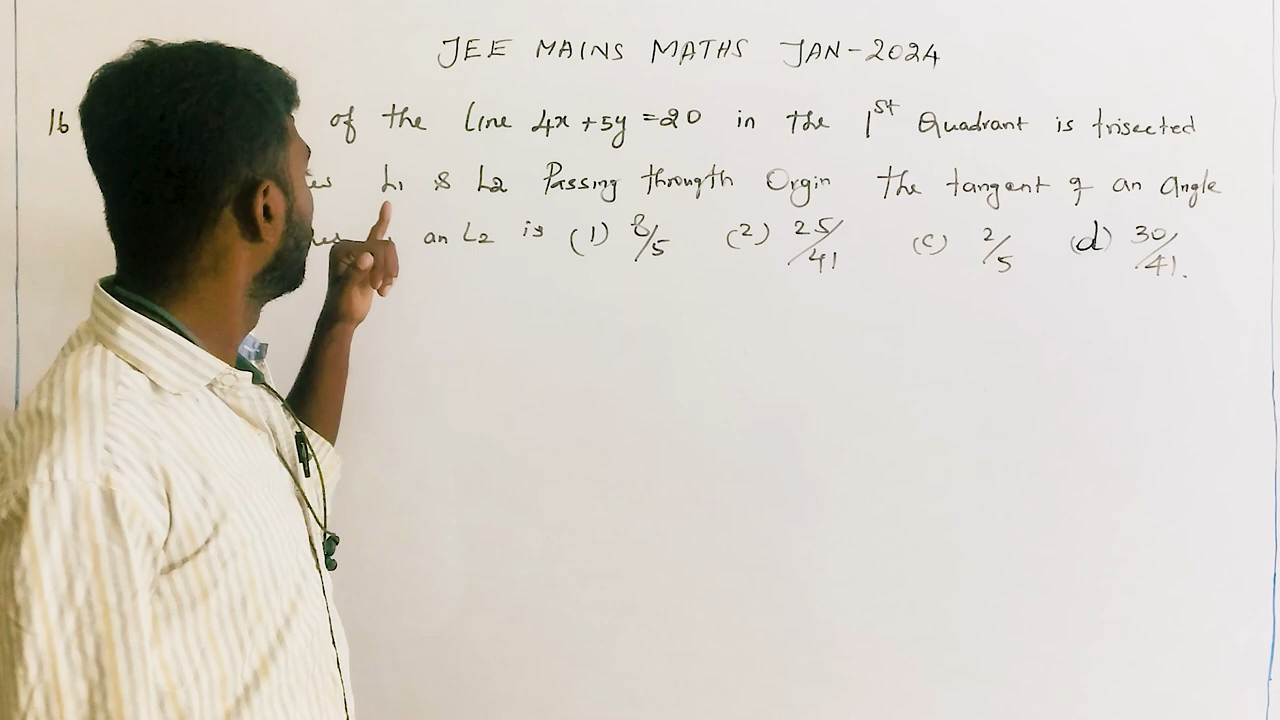 JEE MAINS MATHS JAN-2024
16 of the line 4x+5y=20 in the 1st Quadrant is trisected
L1 & L2 Passing througth Orgin the tangent of an angle
an L2 is (1) 8/5 (2) 25/41 (c) 2/5 (d) 30/41.